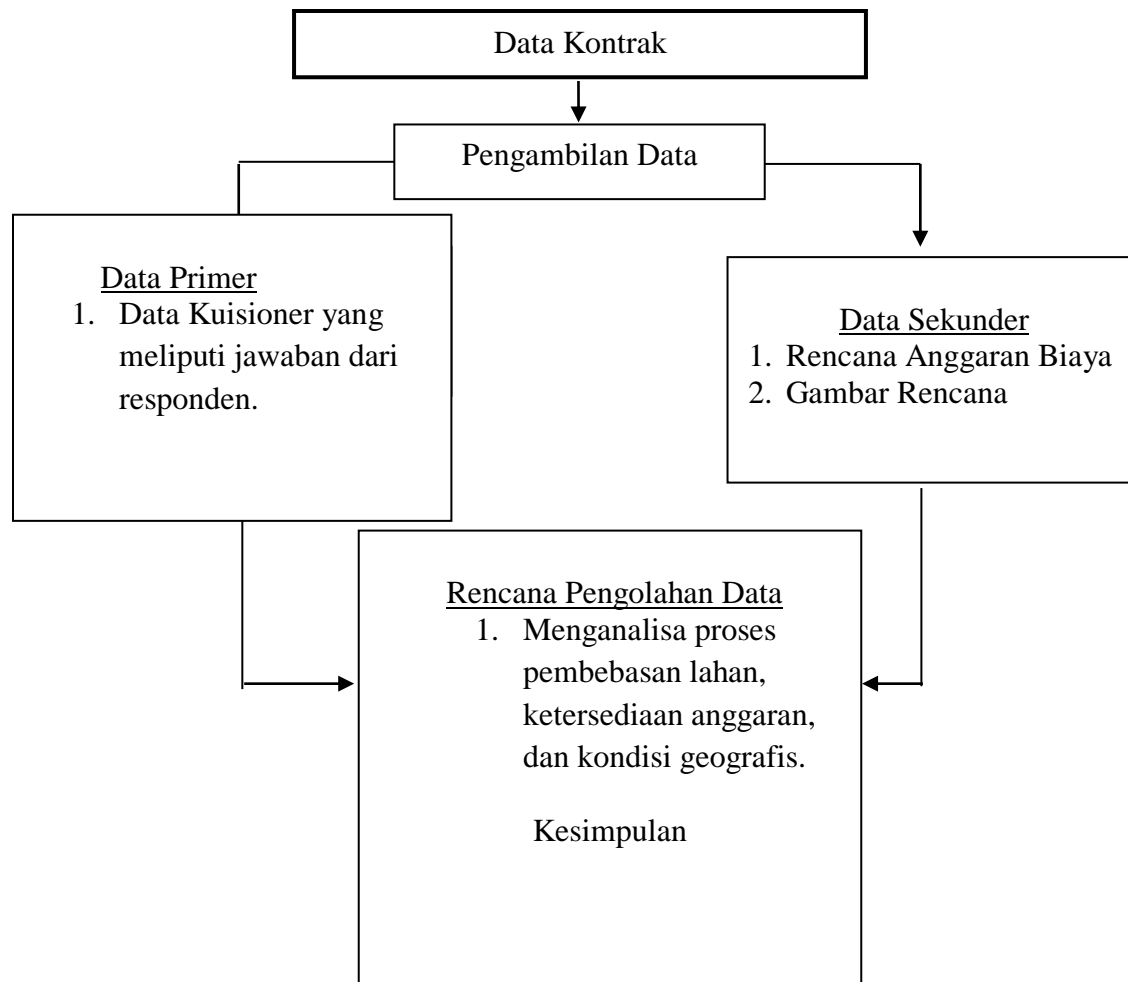 Data Kontrak
Pengambilan Data
Data Primer
1. Data Kuisioner yang
meliputi jawaban dari
responden.
Data Sekunder
1. Rencana Anggaran Biaya
2. Gambar Rencana
Rencana Pengolahan Data
1. Menganalisa proses
pembebasan lahan,
ketersediaan anggaran,
dan kondisi geografis.
Kesimpulan